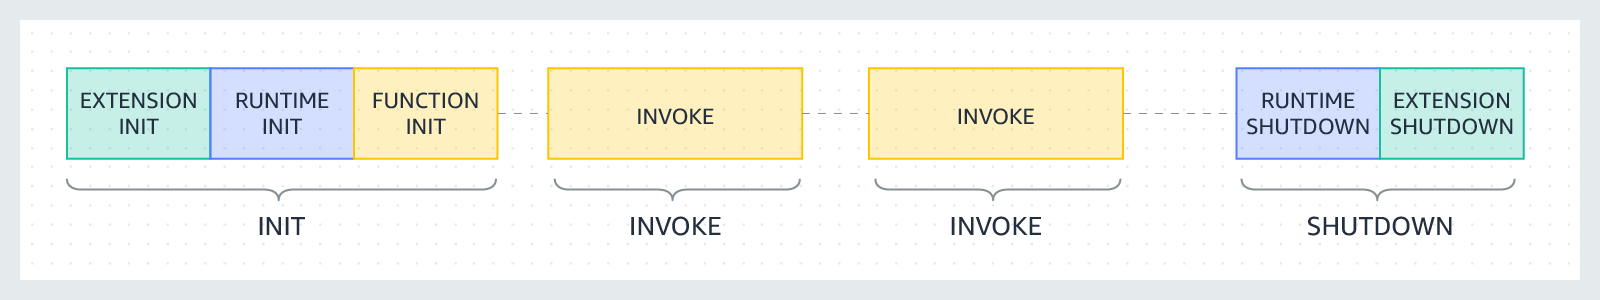 EXTENSION
INIT
RUNTIME
INIT
FUNCTION
INIT
INVOKE
INVOKE
RUNTIME
SHUTDOWN
EXTENSION
SHUTDOWN
INIT
INVOKE
INVOKE
SHUTDOWN